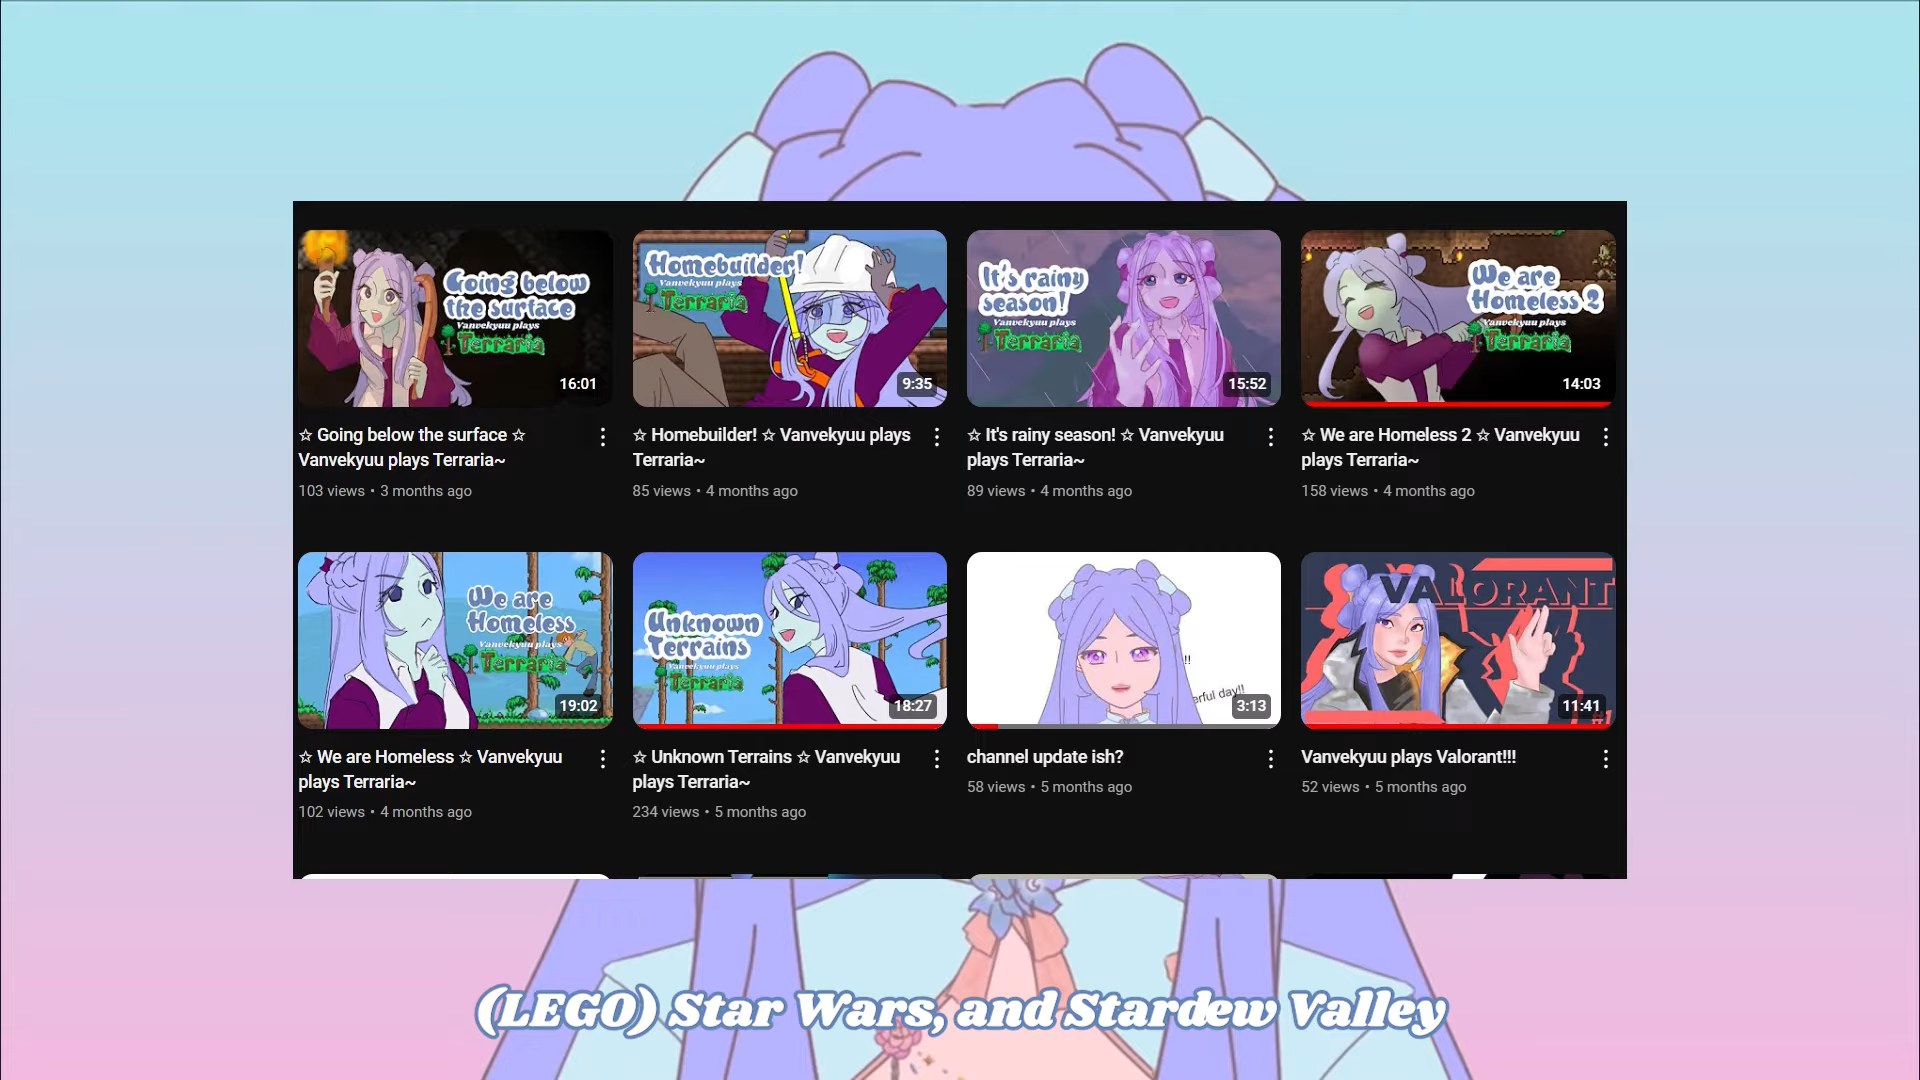 Going below
the surface
Vanvekyuu plays
Terraria
16:01
Homebuilder!
Vanvekyuu plays
Terraria
9:35
It's rainy
season!
Vanvekyuu plays
Terraria
15:52
We are
Homeless 2
Vanvekyuu plays
Terraria
14:03
☆ Going below the surface ☆
Vanvekyuu plays Terraria~
103 views • 3 months ago
☆ Homebuilder! ☆ Vanvekyuu plays
Terraria~
85 views • 4 months ago
☆ It's rainy season! ☆ Vanvekyuu
plays Terraria~
89 views • 4 months ago
☆ We are Homeless 2 ☆ Vanvekyuu
plays Terraria~
158 views • 4 months ago
We are
Homeless
Vanvekyuu plays
Terraria
19:02
Unknown
Terrains
Vanvekyuu plays
Terraria
18:27
!!
erful day!!
3:13
VALORANT
11:41
#1
☆ We are Homeless ☆ Vanvekyuu
plays Terraria~
102 views • 4 months ago
☆ Unknown Terrains ☆ Vanvekyuu
plays Terraria~
234 views • 5 months ago
channel update ish?
58 views • 5 months ago
Vanvekyuu plays Valorant!!!
52 views • 5 months ago
(LEGO) Star Wars, and Stardew Valley